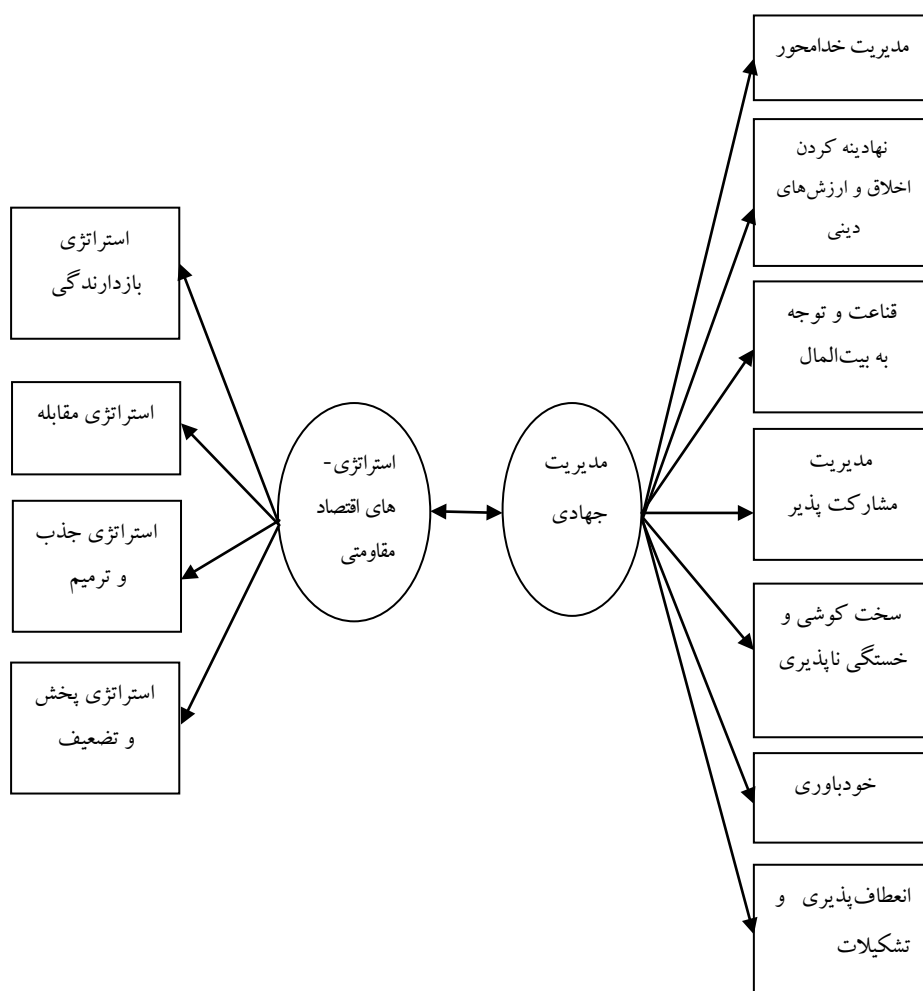 مدیریت خدامحور
نهادینه کردن
اخلاق و ارزش‌های
دینی
قناعت و توجه
به بیت‌المال
مدیریت
مشارکت پذیر
سخت کوشی و
خستگی ناپذیری
خودباوری
انعطاف‌پذیری و
تشکیلات
مدیریت
جهادی
استراتژی-
های اقتصاد
مقاومتی
استراتژی
بازدارندگی
استراتژی مقابله
استراتژی جذب
و ترمیم
استراتژی پخش
و تضعیف